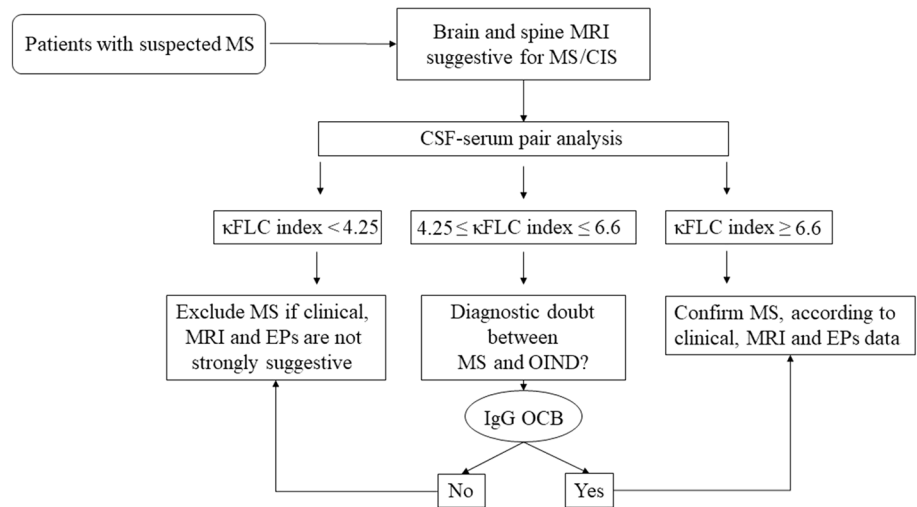 Patients with suspected MS
Brain and spine MRI
suggestive for MS/CIS
CSF-serum pair analysis
κFLC index < 4.25
4.25 ≤ κFLC index ≤ 6.6
κFLC index ≥ 6.6
Exclude MS if clinical,
MRI and EPs are not
strongly suggestive
Diagnostic doubt
between
MS and OIND?
Confirm MS, according to
clinical, MRI and EPs data
IgG OCB
No
Yes